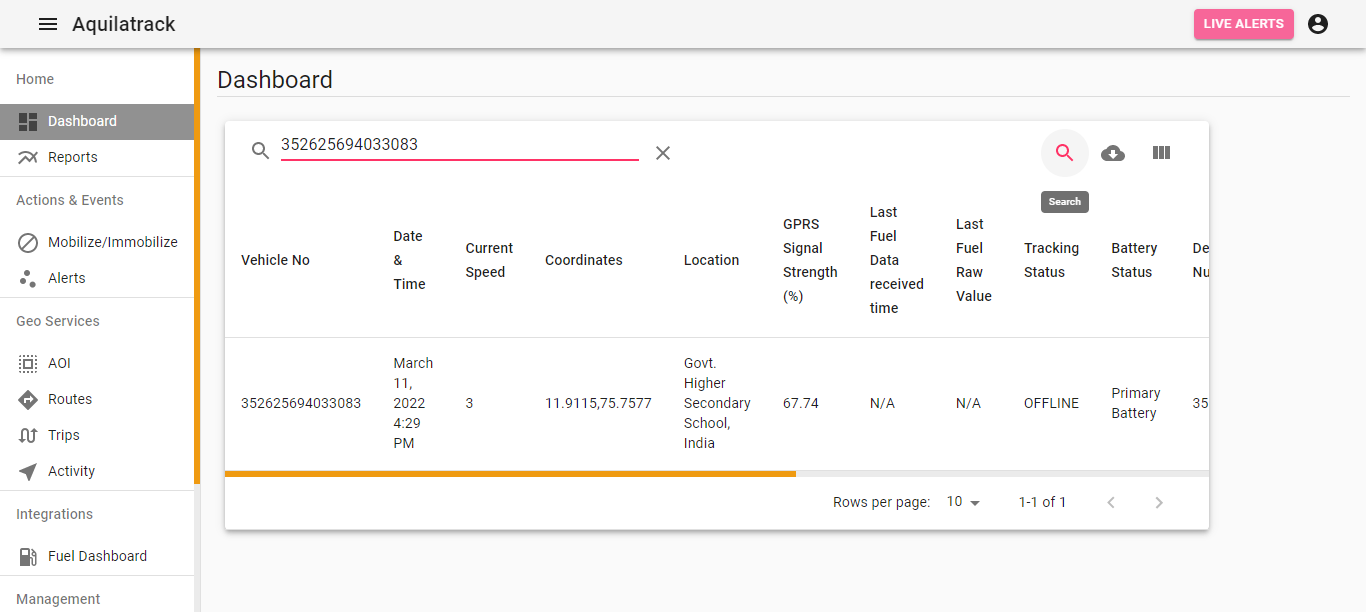 Aquilatrack
LIVE ALERTS
Home
Dashboard
Reports
Actions & Events
Mobilize/Immobilize
Alerts
Geo Services
AOI
Routes
Trips
Activity
Integrations
Fuel Dashboard
Management
Dashboard
352625694033083
Search
Vehicle No
Date
&
Time
Current
Speed
Coordinates
Location
GPRS
Signal
Strength
(%)
Last
Fuel
Data
received
time
Last
Fuel
Raw
Value
Tracking
Status
Battery
Status
De
Nu
352625694033083
March
11,
2022
4:29
PM
3
11.9115,75.7577
Govt.
Higher
Secondary
School,
India
67.74
N/A
N/A
OFFLINE
Primary
Battery
35
Rows per page:
10
1-1 of 1